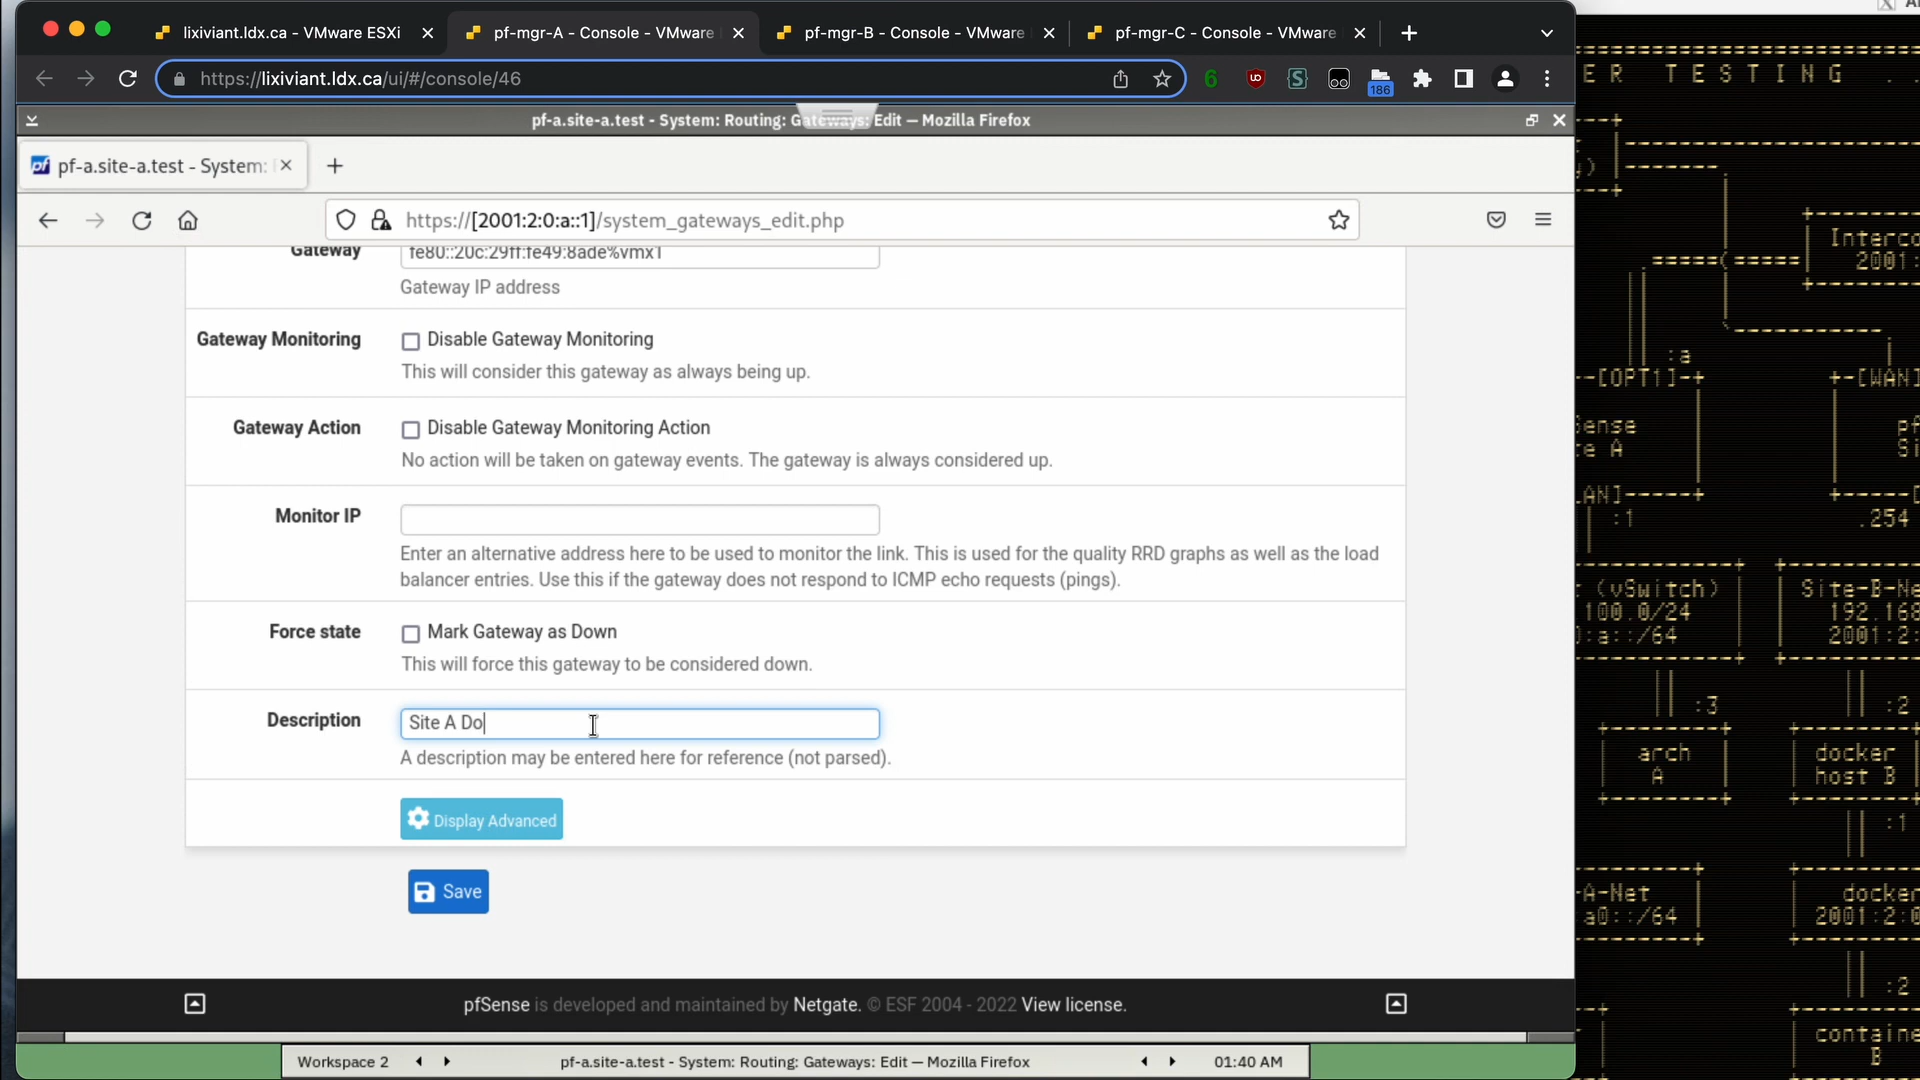 lixiviant.ldx.ca - VMware ESXi
pf-mgr-A - Console - VMware
pf-mgr-B - Console - VMware
pf-mgr-C - Console - VMware
https://lixiviant.ldx.ca/ui/#/console/46
186
pf-a.site-a.test - System: Routing: Gateways: Edit — Mozilla Firefox
pf-a.site-a.test - System:
https://[2001:2:0:a::1]/system_gateways_edit.php
Gateway
fe80::20c:29ff:fe49:8ade%vmx1
Gateway IP address
Gateway Monitoring
Disable Gateway Monitoring
This will consider this gateway as always being up.
Gateway Action
Disable Gateway Monitoring Action
No action will be taken on gateway events. The gateway is always considered up.
Monitor IP
Enter an alternative address here to be used to monitor the link. This is used for the quality RRD graphs as well as the load
balancer entries. Use this if the gateway does not respond to ICMP echo requests (pings).
Force state
Mark Gateway as Down
This will force this gateway to be considered down.
Description
Site A Do
A description may be entered here for reference (not parsed).
Display Advanced
Save
pfSense is developed and maintained by Netgate. © ESF 2004 - 2022 View license.
Workspace 2
pf-a.site-a.test - System: Routing: Gateways: Edit — Mozilla Firefox
01:40 AM
ER TESTING ..
Interco
2001:
:a
-[OPT1]-+
+-[WAN]
ense
e A
pf
Si
AN]-----+
:1
.254
(vSwitch)
100.0/24
:a::/64
Site-B-Ne
192.168
2001:2:
:3
:2
arch
A
docker
host B
:1
A-Net
a0::/64
docker
2001:2:0
:2
containe
B